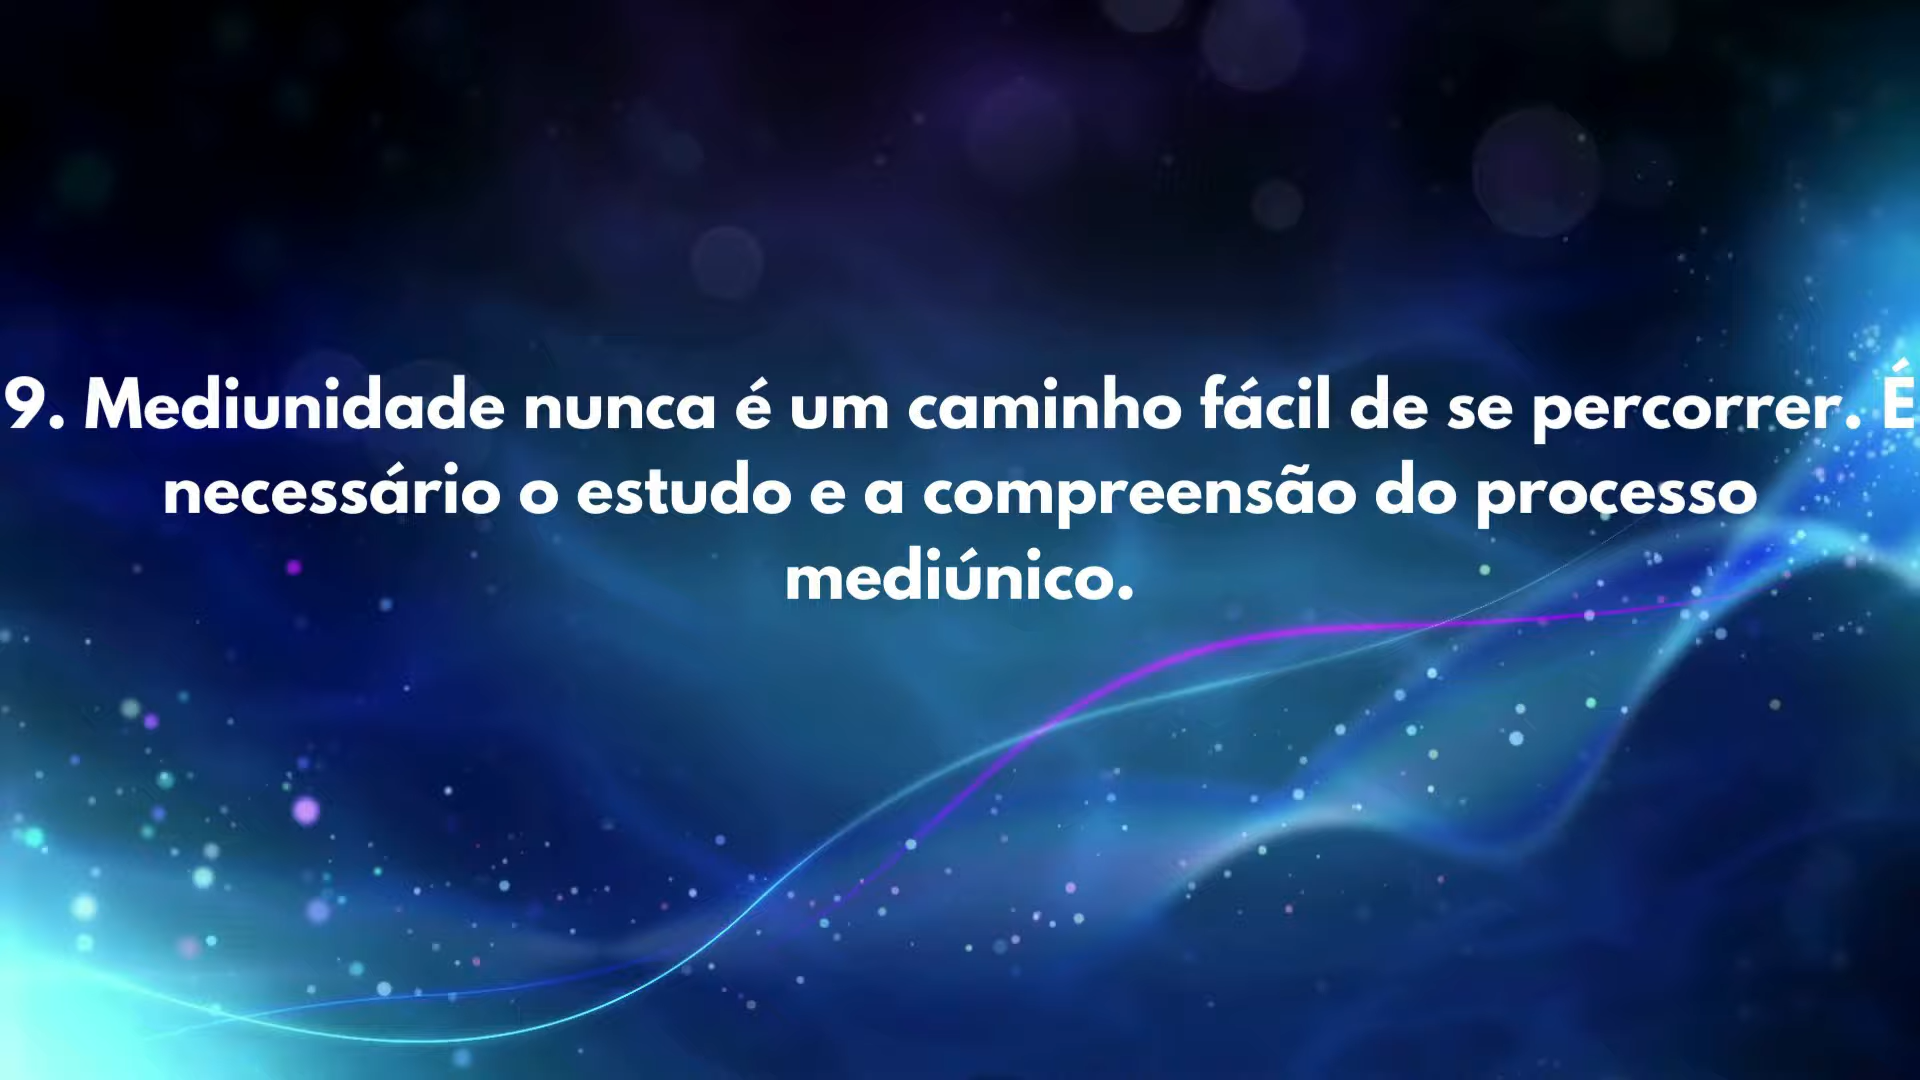 9. Mediunidade nunca é um caminho fácil de se percorrer. É
necessário o estudo e a compreensão do processo
mediúnico.